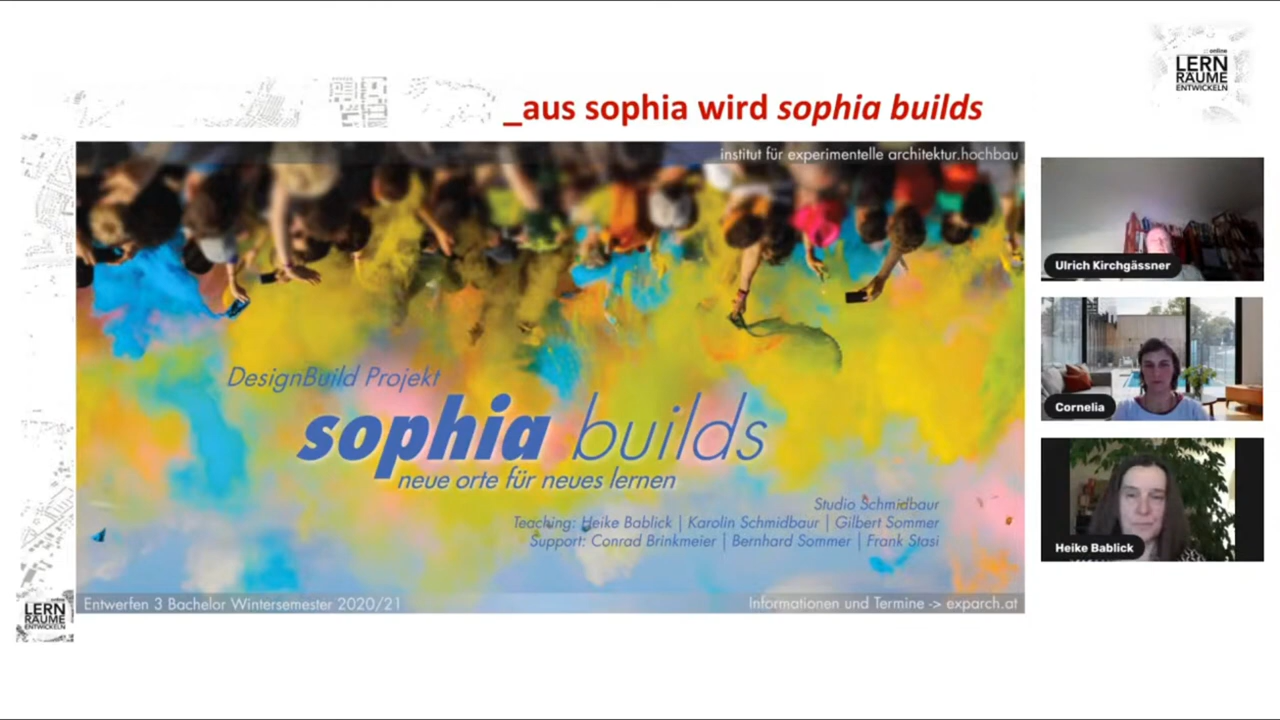 online
LERN
RÄUME
ENTWICKELN
_aus sophia wird sophia builds
institut für experimentelle architektur.hochbau
DesignBuild Projekt
sophia builds
neue orte für neues lernen
Studio Schmidbaur
Teaching: Heike Bablick | Karolin Schmidbaur | Gilbert Sommer
Support: Conrad Brinkmeier | Bernhard Sommer | Frank Stasi
Entwerfen 3 Bachelor Wintersemester 2020/21
Informationen und Termine -> exparch.at
Ulrich Kirchgässner
Cornelia
Heike Bablick
online
LERN
RÄUME
ENTWICKELN